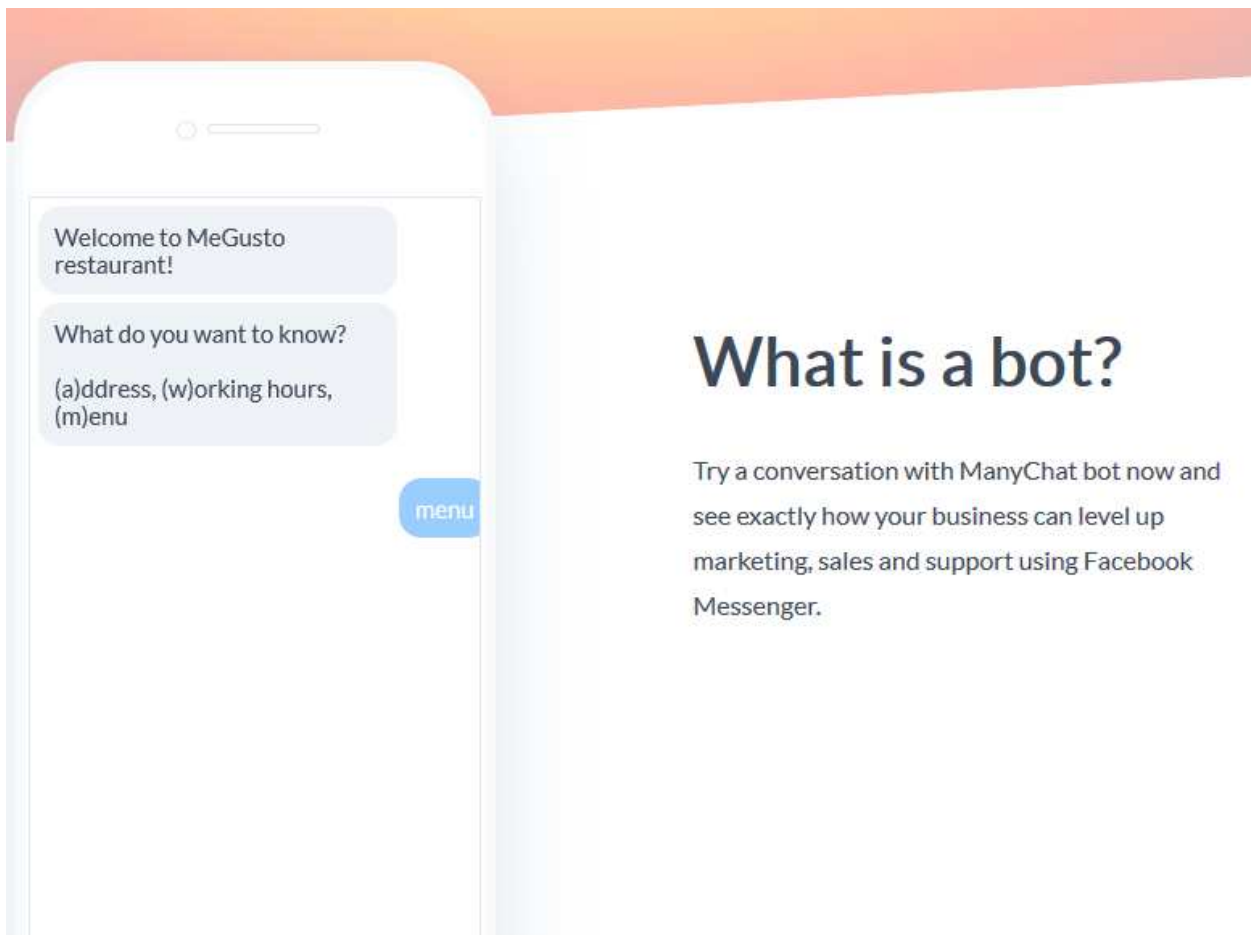 Welcome to MeGusto
restaurant!
What do you want to know?
(a)ddress, (w)orking hours,
(m)enu
menu
What is a bot?
Try a conversation with ManyChat bot now and
see exactly how your business can level up
marketing, sales and support using Facebook
Messenger.